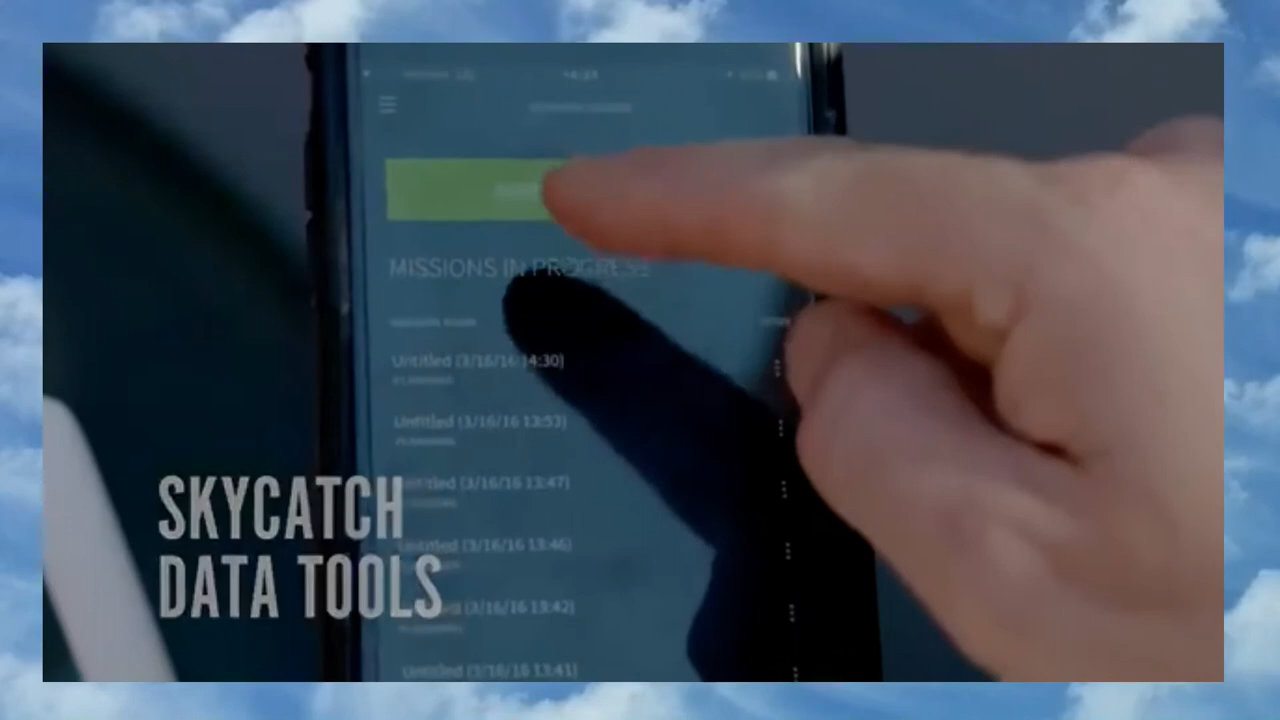 MISSIONS IN PROGRESS
Untitled (3/16/16 14:30)
PLANNING
Untitled (3/16/16 13:53)
PLANNING
Untitled (3/16/16 13:47)
Untitled (3/16/16 13:46)
(3/16/16 13:42)
Untitled (3/16/16 13:41)
SKYCATCH
DATA TOOLS